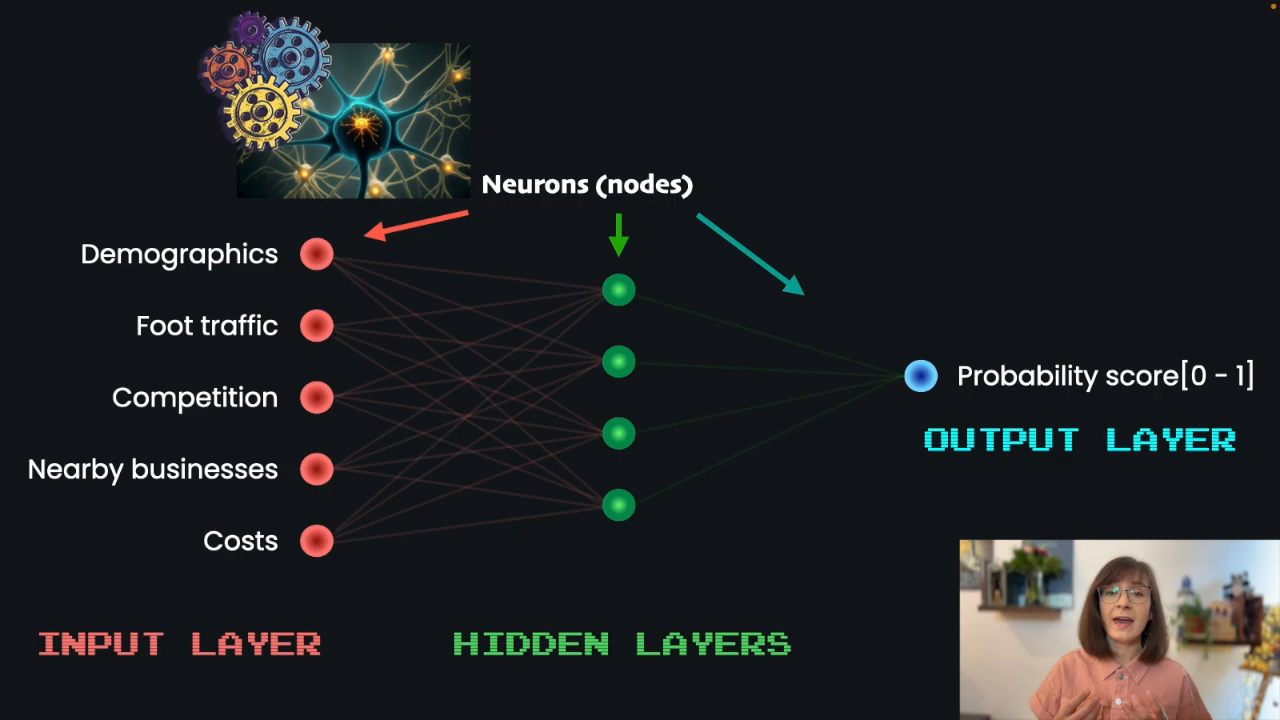 Neurons (nodes)
Demographics
Foot traffic
Competition
Nearby businesses
Costs
Probability score[0 - 1]
OUTPUT LAYER
INPUT LAYER
HIDDEN LAYERS